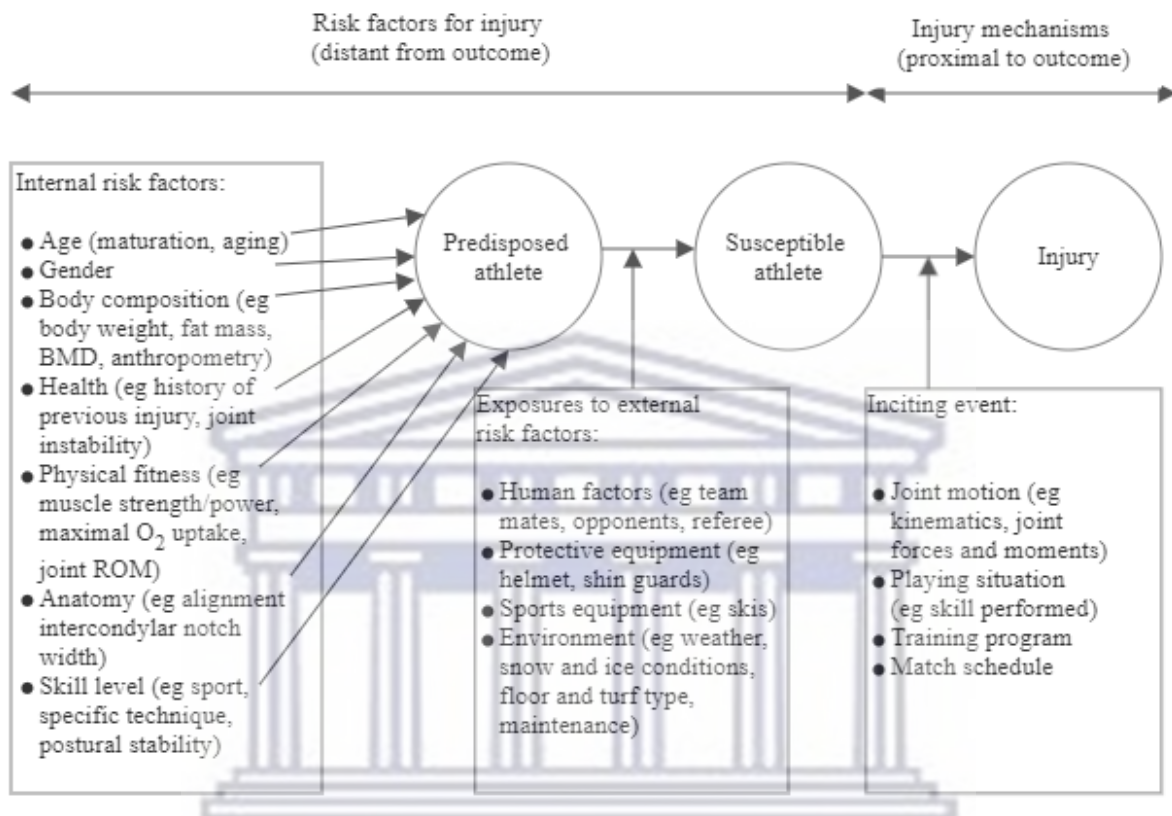 Risk factors for injury
(distant from outcome)
Injury mechanisms
(proximal to outcome)
Internal risk factors:
● Age (maturation, aging)
● Gender
● Body composition (eg
body weight, fat mass,
BMD, anthropometry)
● Health (eg history of
previous injury, joint
instability)
● Physical fitness (eg
muscle strength/power,
maximal O₂ uptake,
joint ROM)
● Anatomy (eg alignment
intercondylar notch
width)
● Skill level (eg sport,
specific technique,
postural stability)
Predisposed
athlete
Susceptible
athlete
Injury
Exposures to external
risk factors:
● Human factors (eg team
mates, opponents, referee)
● Protective equipment (eg
helmet, shin guards)
● Sports equipment (eg skis)
● Environment (eg weather,
snow and ice conditions,
floor and turf type,
maintenance)
Inciting event:
● Joint motion (eg
kinematics, joint
forces and moments)
● Playing situation
(eg skill performed)
● Training program
● Match schedule